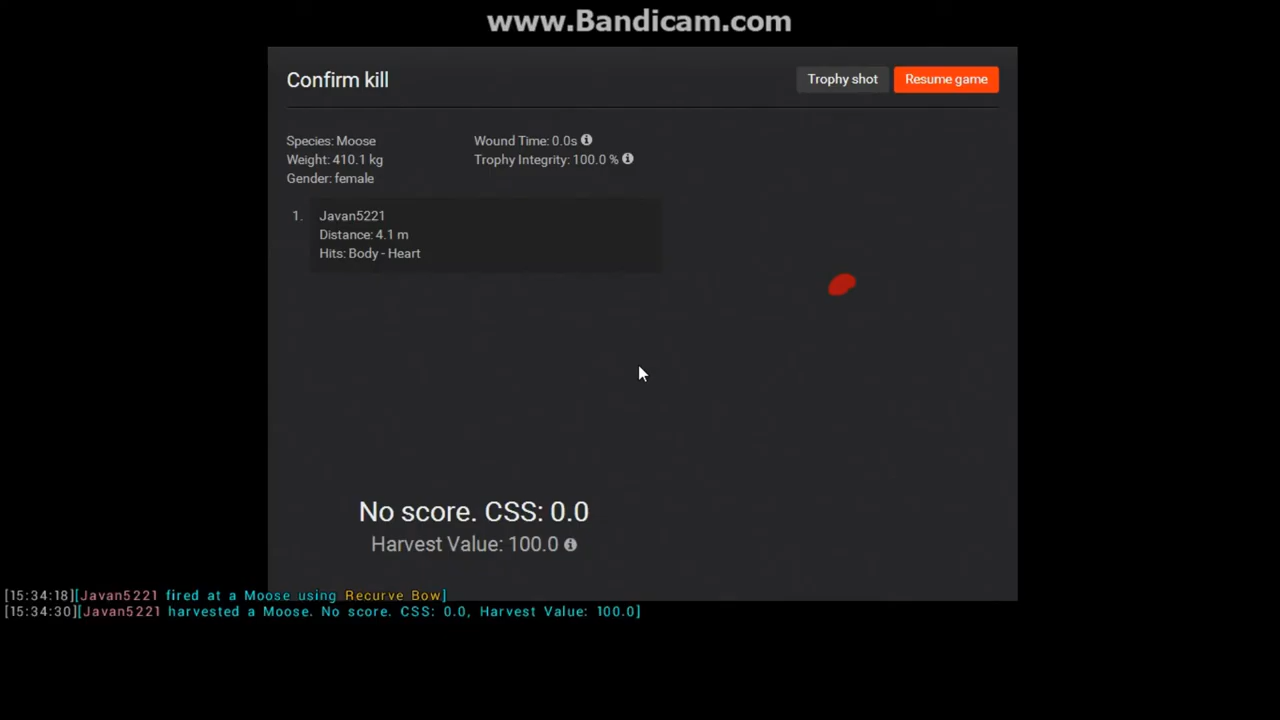 www.Bandicam.com
Confirm kill
Trophy shot
Resume game
Species: Moose
Wound Time: 0.0s
Weight: 410.1 kg
Trophy Integrity: 100.0 %
Gender: female
1.
Javan5221
Distance: 4.1 m
Hits: Body - Heart
No score. CSS: 0.0
Harvest Value: 100.0
[15:34:18][Javan5221 fired at a Moose using Recurve Bow]
[15:34:30][Javan5221 harvested a Moose. No score. CSS: 0.0, Harvest Value: 100.0]